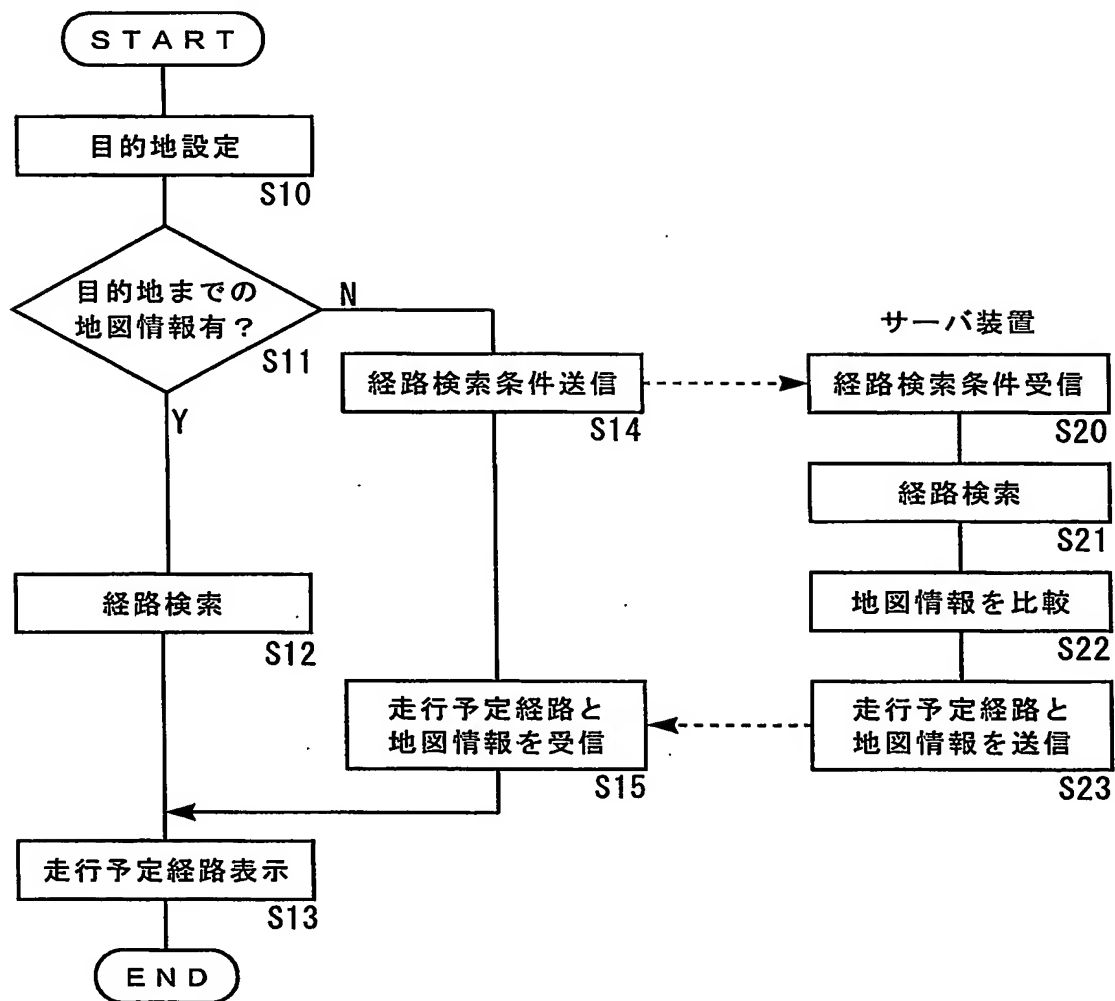 START
目的地設定
S10
目的地までの
地図情報有？
S11
N
Y
経路検索
S12
経路検索条件送信
S14
走行予定経路と
地図情報を受信
S15
サーバ装置
経路検索条件受信
S20
経路検索
S21
地図情報を比較
S22
走行予定経路と
地図情報を送信
S23
走行予定経路表示
S13
END